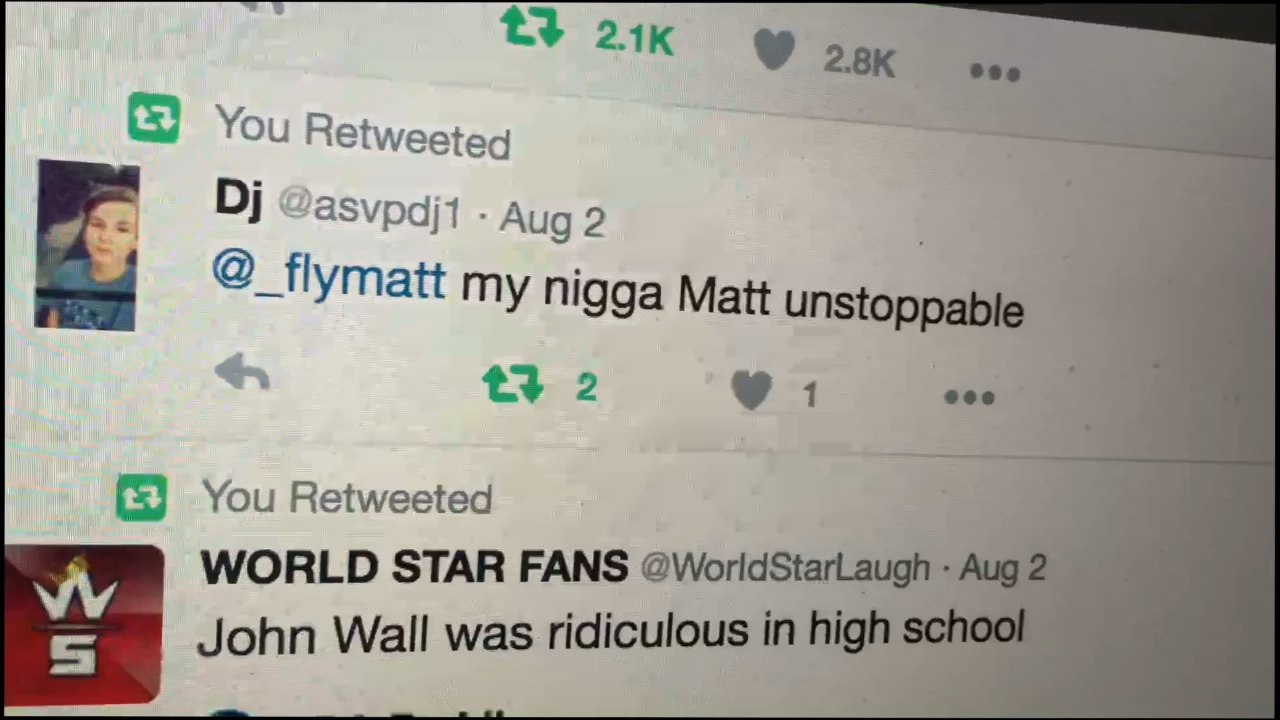 2.1K 2.8K
You Retweeted
Dj @asvpdj1 · Aug 2
@_flymatt my nigga Matt unstoppable
2 1
You Retweeted
WORLD STAR FANS @WorldStarLaugh · Aug 2
John Wall was ridiculous in high school
WS